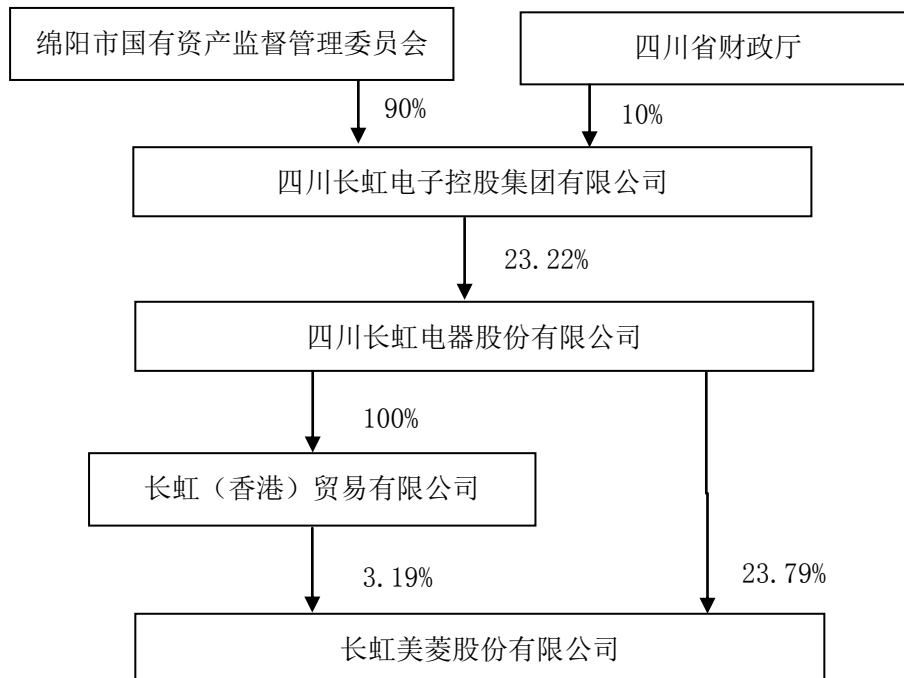 绵阳市国有资产监督管理委员会
四川省财政厅
90%
10%
四川长虹电子控股集团有限公司
23.22%
四川长虹电器股份有限公司
100%
长虹（香港）贸易有限公司
3.19%
23.79%
长虹美菱股份有限公司